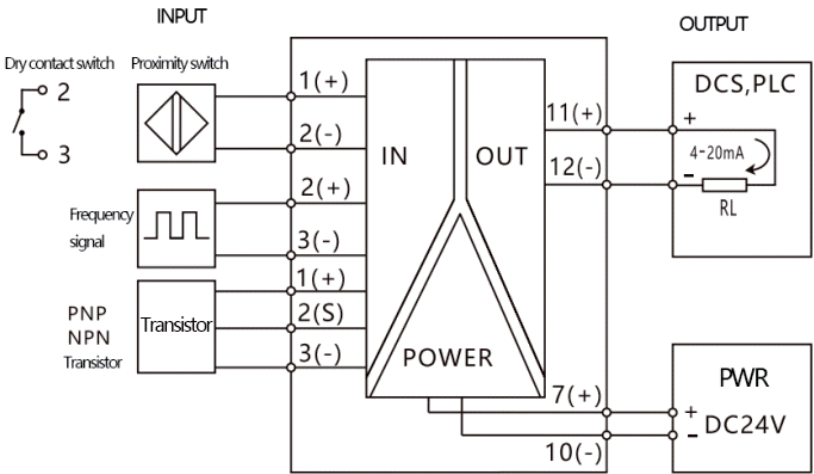 INPUT
OUTPUT
Dry contact switch
Proximity switch
2
3
1(+)
2(-)
2(+)
Frequency
signal
3(-)
1(+)
PNP
NPN
Transistor
Transistor
2(S)
3(-)
IN
OUT
POWER
11(+)
12(-)
DCS,PLC
+
4-20mA
-
RL
7(+)
10(-)
PWR
+
DC24V
-